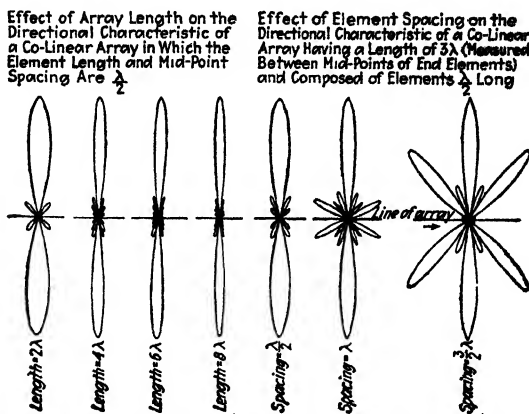 Effect of Array Length on the
Directional Characteristic of
a Co-Linear Array in Which the
Element Length and Mid-Point
Spacing Are λ/2
Effect of Element Spacing on the
Directional Characteristic of a Co-Linear
Array Having a Length of 3λ (Measured
Between Mid-Points of End Elements)
and Composed of Elements λ/2 Long
Line of array
Length=2λ
Length=4λ
Length=6λ
Length=8λ
Spacing=λ/2
Spacing=λ
Spacing=3/2λ